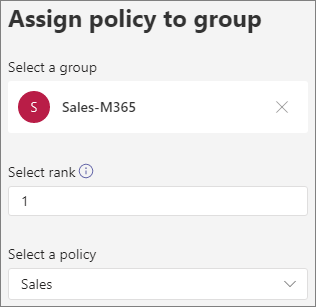 Assign policy to group
Select a group
S Sales-M365
Select rank
1
Select a policy
Sales